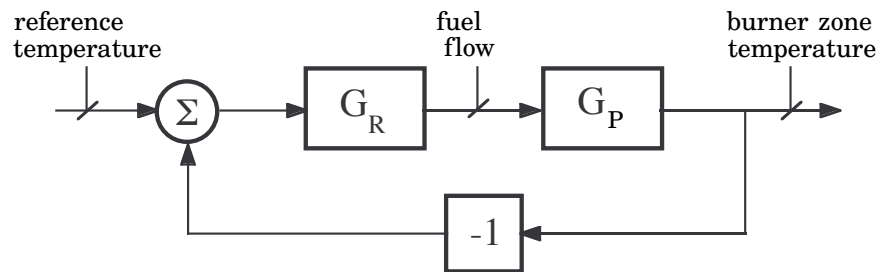 reference
temperature
fuel
flow
burner zone
temperature
Σ
G_R
G_P
-1